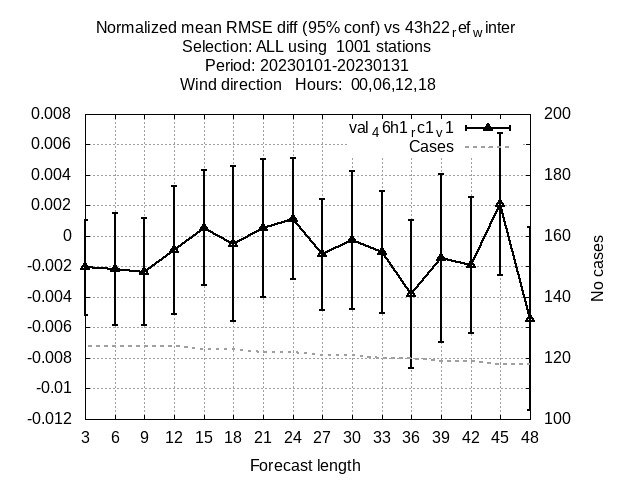 Normalized mean RMSE diff (95% conf) vs 43h22ref winter
Selection: ALL using 1001 stations
Period: 20230101-20230131
Wind direction Hours: 00,06,12,18
val46h1rc1v1
Cases
0.008
0.006
0.004
0.002
0
-0.002
-0.004
-0.006
-0.008
-0.01
-0.012
200
180
160
140
120
100
No cases
3 6 9 12 15 18 21 24 27 30 33 36 39 42 45 48
Forecast length